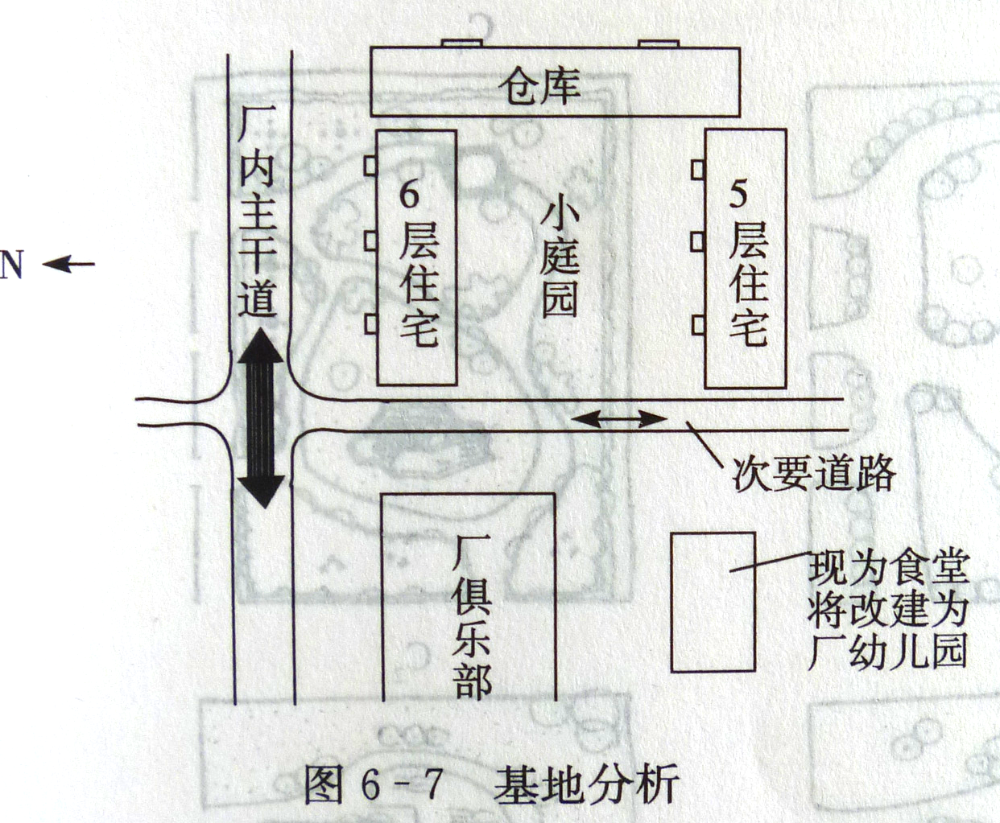 仓库
厂内主干道
6层住宅
小庭园
5层住宅
N
次要道路
厂俱乐部
现为食堂
将改建为
厂幼儿园
图 6-7 基地分析